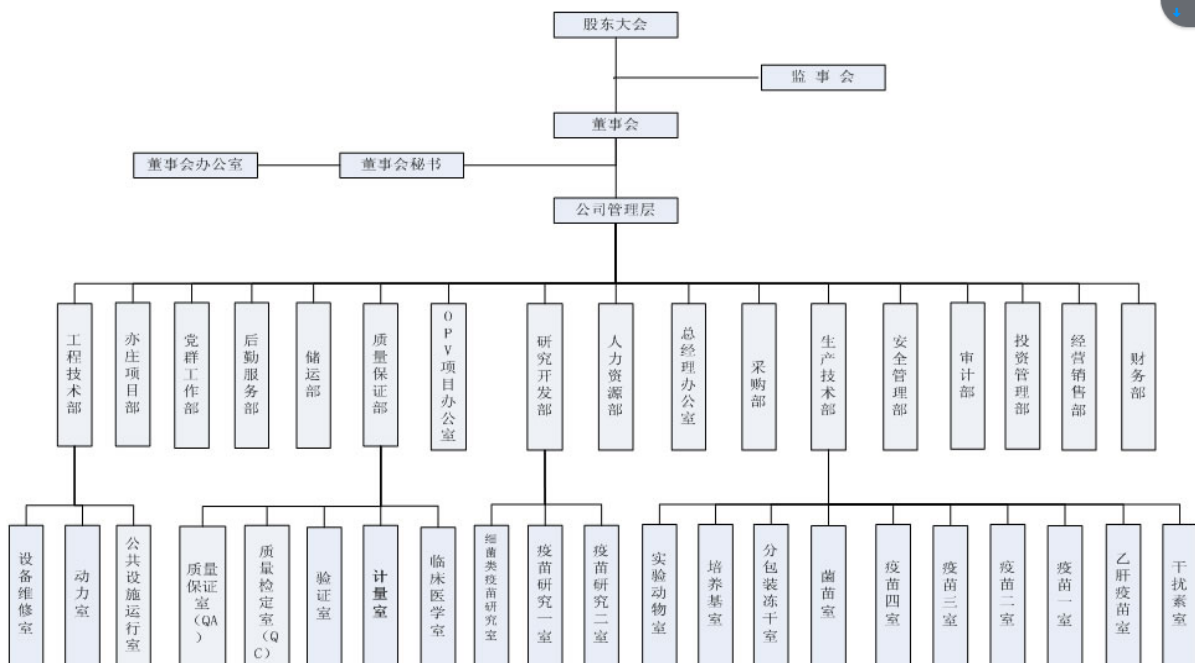 股东大会
监 事 会
董事会
董事会办公室
董事会秘书
公司管理层
工程技术部
亦庄项目部
党群工作部
后勤服务部
储运部
质量保证部
OPV项目办公室
研究开发部
人力资源部
总经理办公室
采购部
生产技术部
安全管理部
审计部
投资管理部
经营销售部
财务部
设备维修室
动力室
公共设施运行室
质量保证室(QA)
质量检定室(QC)
验证室
计量室
临床医学室
细菌类疫苗研究室
疫苗研究一室
疫苗研究二室
实验动物室
培养基室
分包装冻干室
菌苗室
疫苗四室
疫苗三室
疫苗二室
疫苗一室
乙肝疫苗室
干扰素室